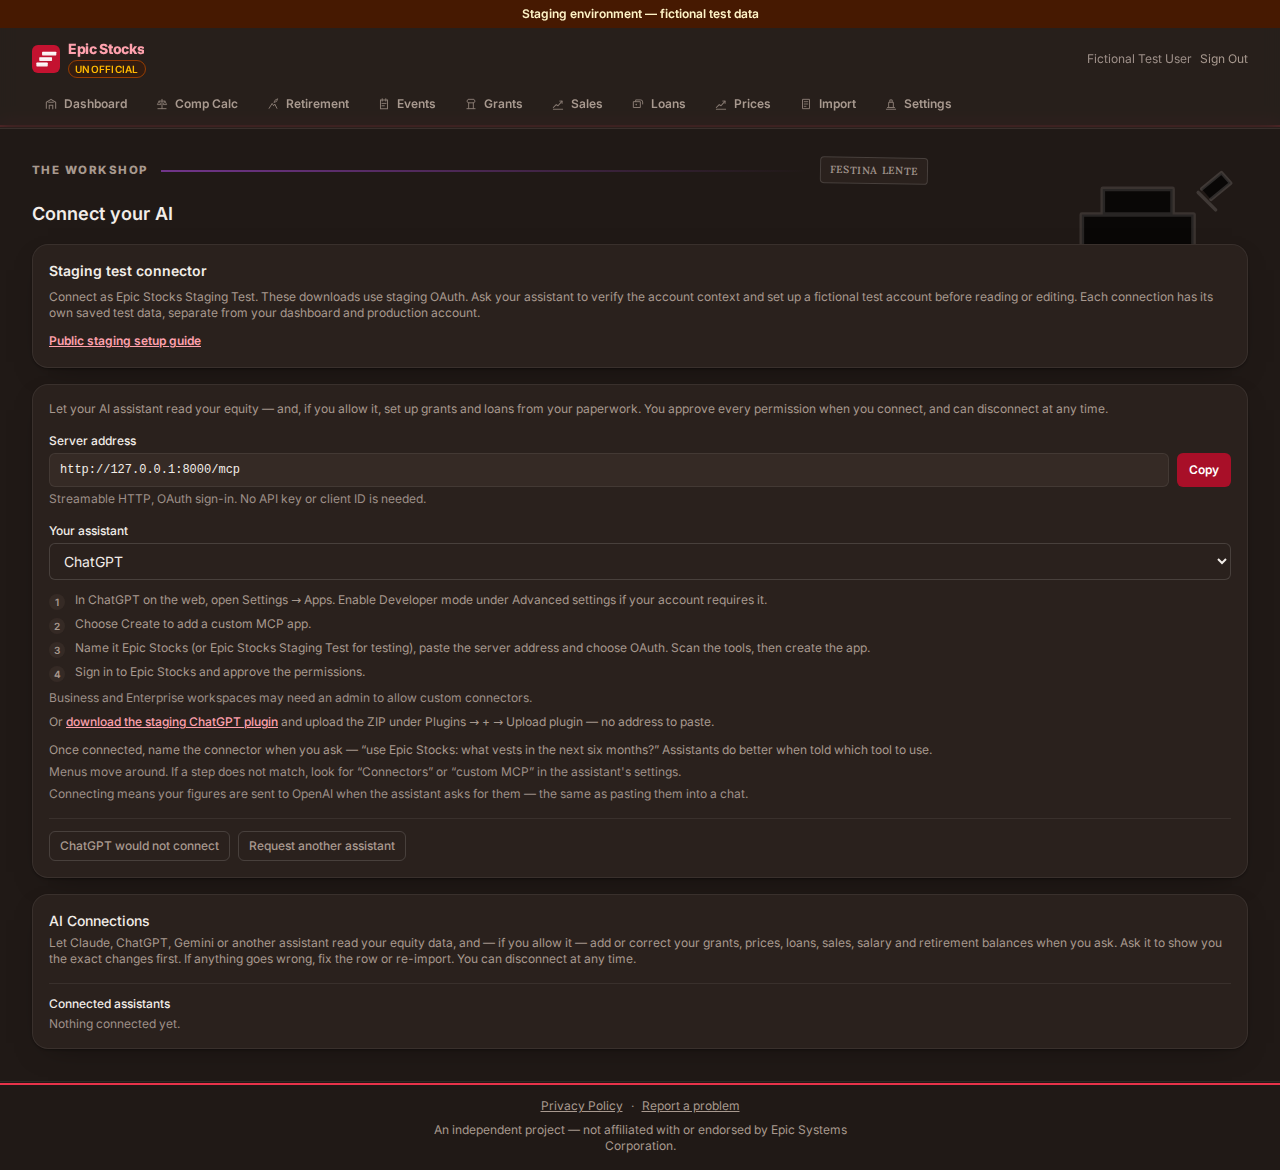 Staging environment — fictional test data
Epic Stocks
UNOFFICIAL
Fictional Test User Sign Out
Dashboard Comp Calc Retirement Events Grants Sales Loans Prices Import Settings
THE WORKSHOP
FESTINA LENTE
Connect your AI
Staging test connector
Connect as Epic Stocks Staging Test. These downloads use staging OAuth. Ask your assistant to verify the account context and set up a fictional test account before reading or editing. Each connection has its
own saved test data, separate from your dashboard and production account.
Public staging setup guide
Let your AI assistant read your equity — and, if you allow it, set up grants and loans from your paperwork. You approve every permission when you connect, and can disconnect at any time.
Server address
http://127.0.0.1:8000/mcp
Copy
Streamable HTTP, OAuth sign-in. No API key or client ID is needed.
Your assistant
ChatGPT
1 In ChatGPT on the web, open Settings → Apps. Enable Developer mode under Advanced settings if your account requires it.
2 Choose Create to add a custom MCP app.
3 Name it Epic Stocks (or Epic Stocks Staging Test for testing), paste the server address and choose OAuth. Scan the tools, then create the app.
4 Sign in to Epic Stocks and approve the permissions.
Business and Enterprise workspaces may need an admin to allow custom connectors.
Or download the staging ChatGPT plugin and upload the ZIP under Plugins → + → Upload plugin — no address to paste.
Once connected, name the connector when you ask — “use Epic Stocks: what vests in the next six months?” Assistants do better when told which tool to use.
Menus move around. If a step does not match, look for “Connectors” or “custom MCP” in the assistant's settings.
Connecting means your figures are sent to OpenAI when the assistant asks for them — the same as pasting them into a chat.
ChatGPT would not connect
Request another assistant
AI Connections
Let Claude, ChatGPT, Gemini or another assistant read your equity data, and — if you allow it — add or correct your grants, prices, loans, sales, salary and retirement balances when you ask. Ask it to show you
the exact changes first. If anything goes wrong, fix the row or re-import. You can disconnect at any time.
Connected assistants
Nothing connected yet.
Privacy Policy · Report a problem
An independent project — not affiliated with or endorsed by Epic Systems
Corporation.